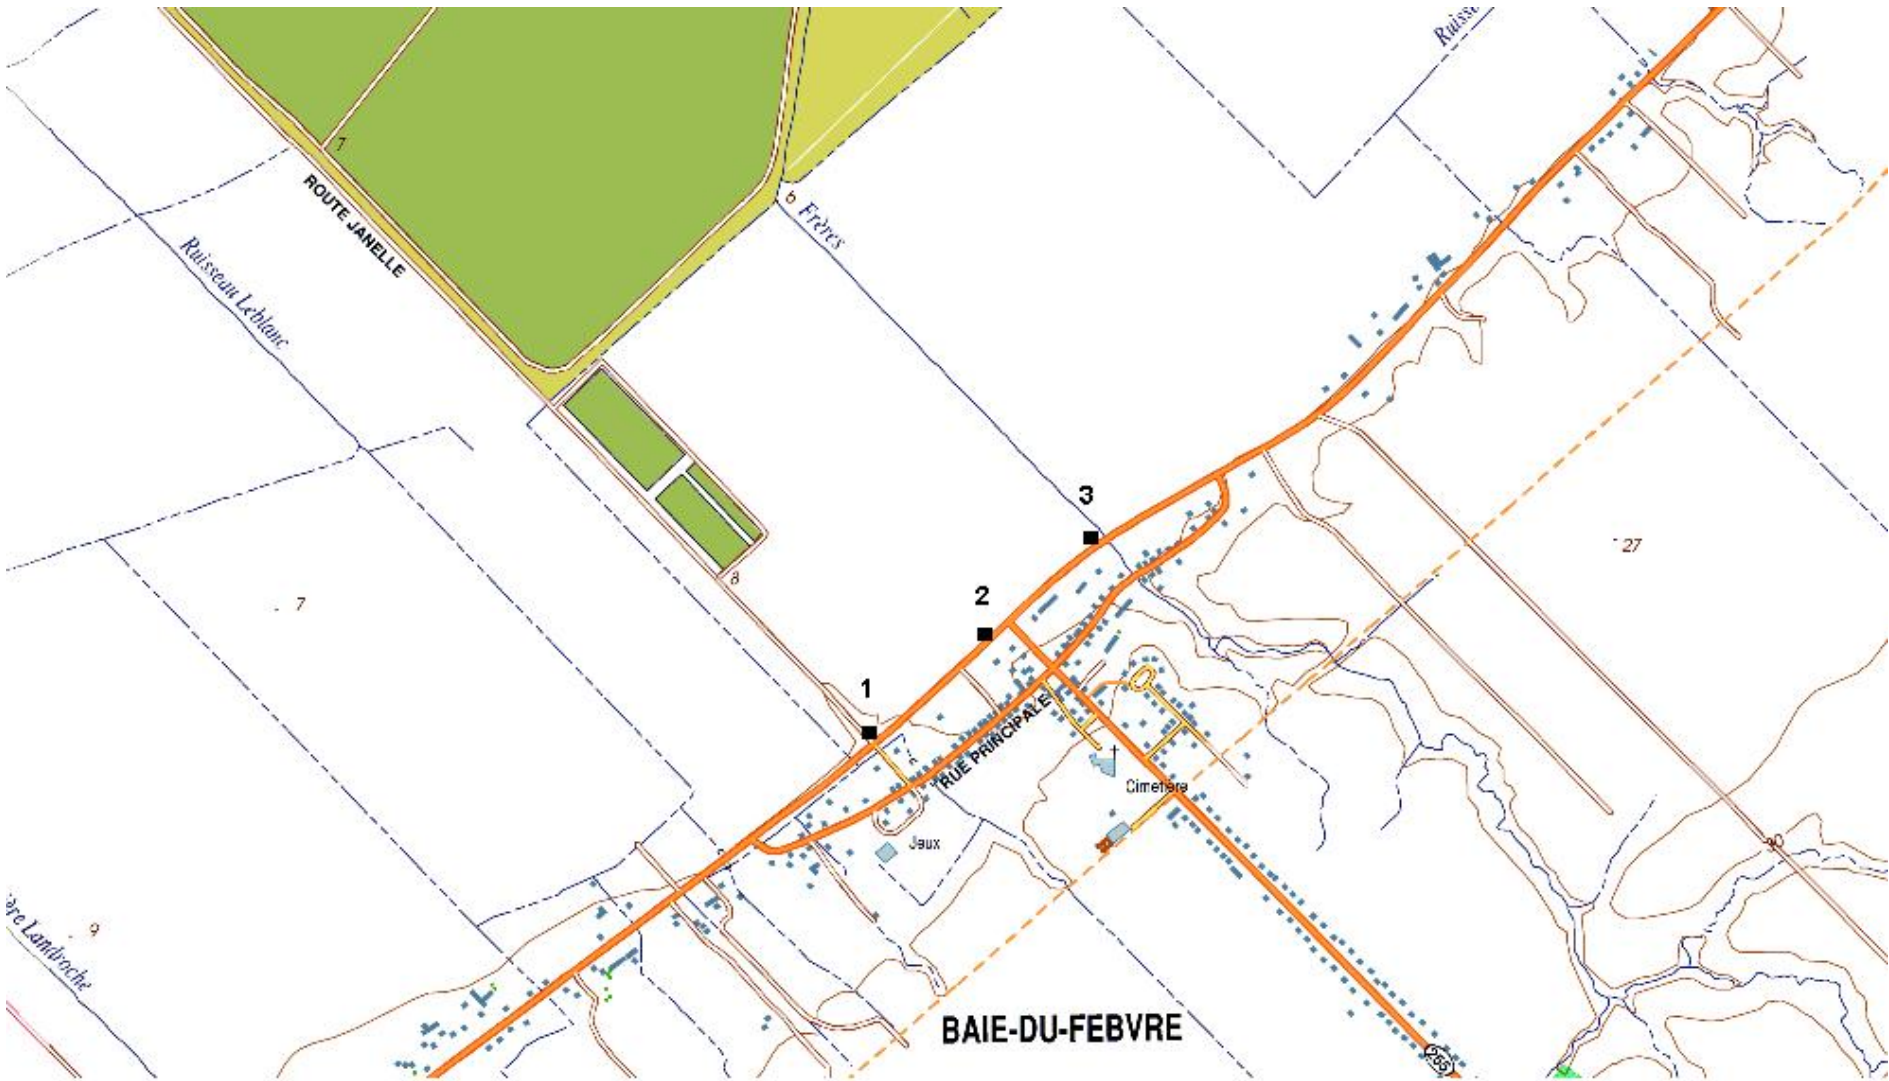 Ruiss
7
6
Frères
ROUTE JANELLE
Ruisseau Leblanc
3
27
8
7
2
1
RUE PRINCIPALE
Cimetière
Jeux
30
9
ère Landroche
BAIE-DU-FEBVRE
255